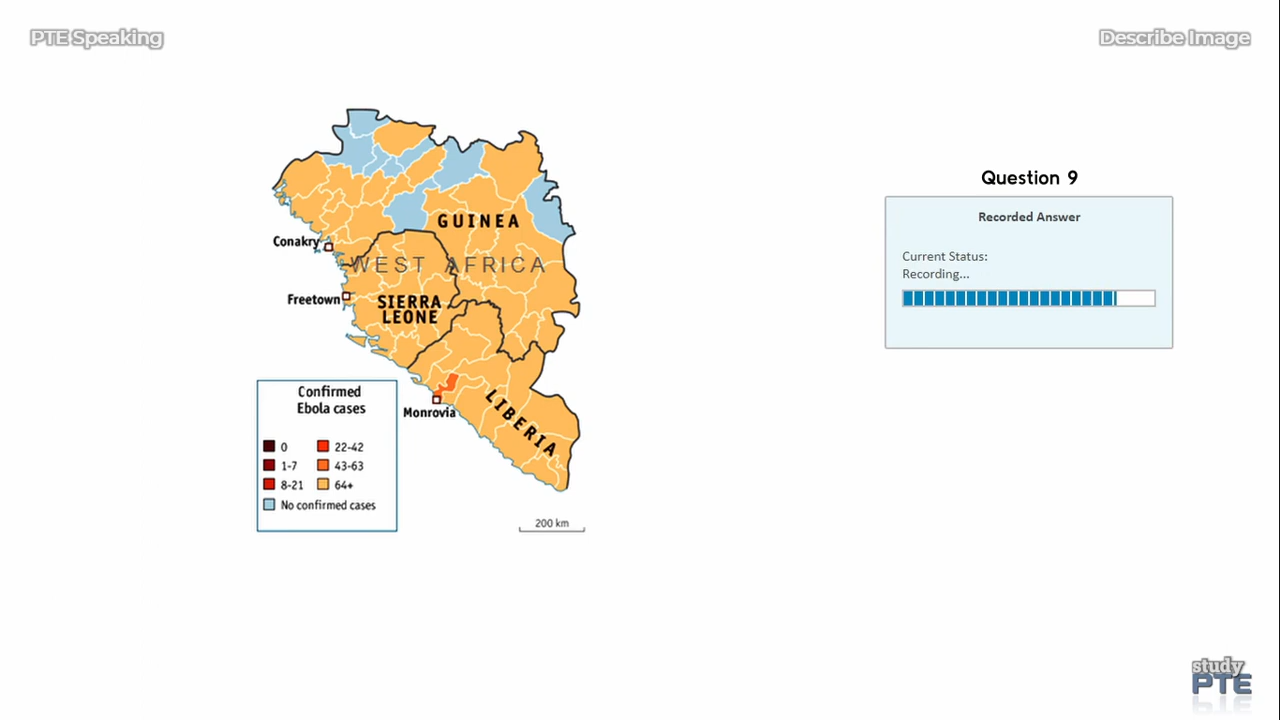 PTE Speaking
Describe Image
GUINEA
Conakry
WEST AFRICA
Freetown
SIERRA
LEONE
Monrovia
LIBERIA
Confirmed
Ebola cases
0
22-42
1-7
43-63
8-21
64+
No confirmed cases
200 km
Question 9
Recorded Answer
Current Status:
Recording...
study
PTE